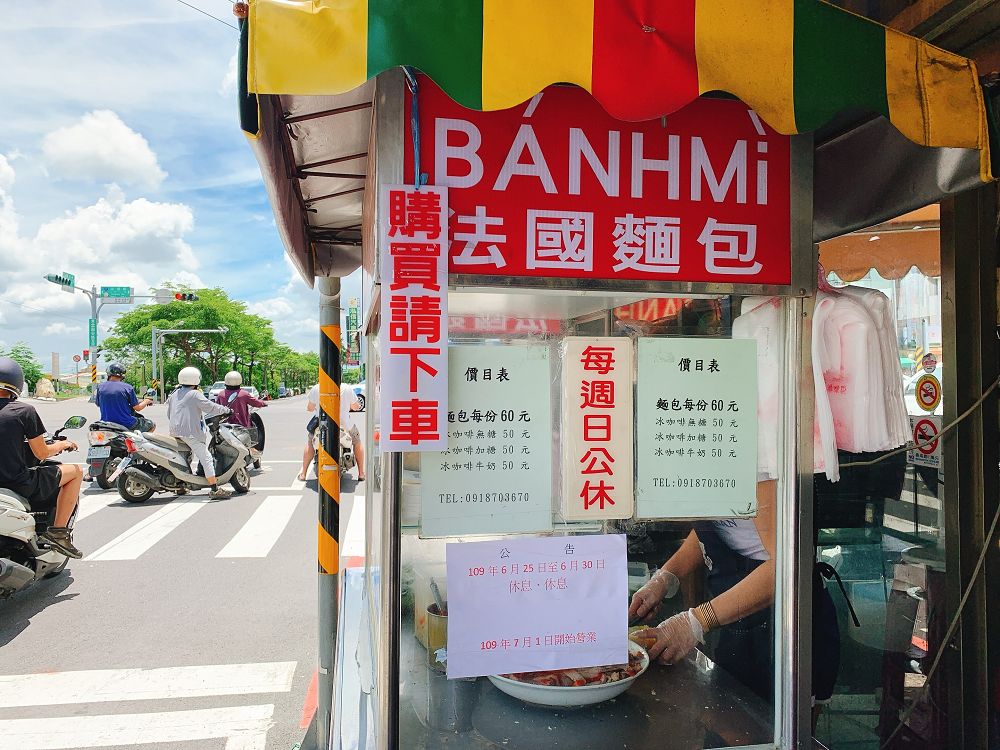 BÁNHMÌ
法國麵包
購買請下車
價目表
麵包每份 60 元
冰咖啡無糖 50 元
冰咖啡加糖 50 元
冰咖啡牛奶 50 元
TEL:0918703670
每週日公休
價目表
麵包每份 60 元
冰咖啡無糖 50 元
冰咖啡加糖 50 元
冰咖啡牛奶 50 元
TEL:0918703670
公告
109 年 6 月 25 日至 6 月 30 日
休息．休息
109 年 7 月 1 日開始營業